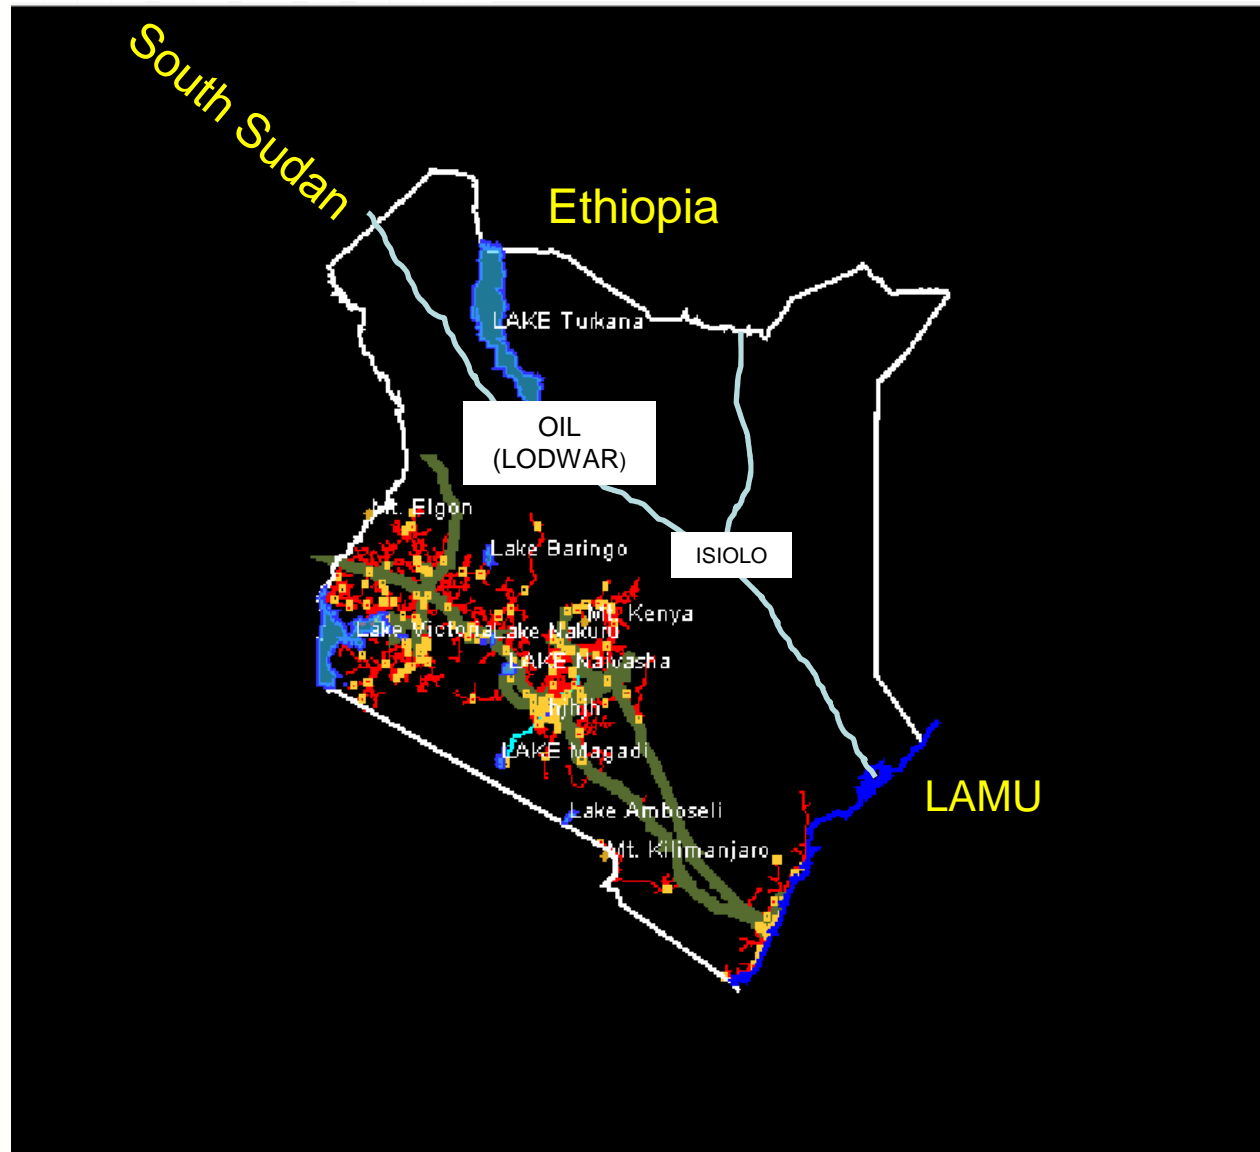 South Sudan
Ethiopia
LAKE Turkana
OIL
(LODWAR)
Mt. Elgon
Lake Baringo
ISIOLO
Mt. Kenya
Lake Victoria
Lake Nakuru
LAKE Naivasha
hjhjh
LAKE Magadi
LAMU
Lake Amboseli
Mt. Kilimanjaro